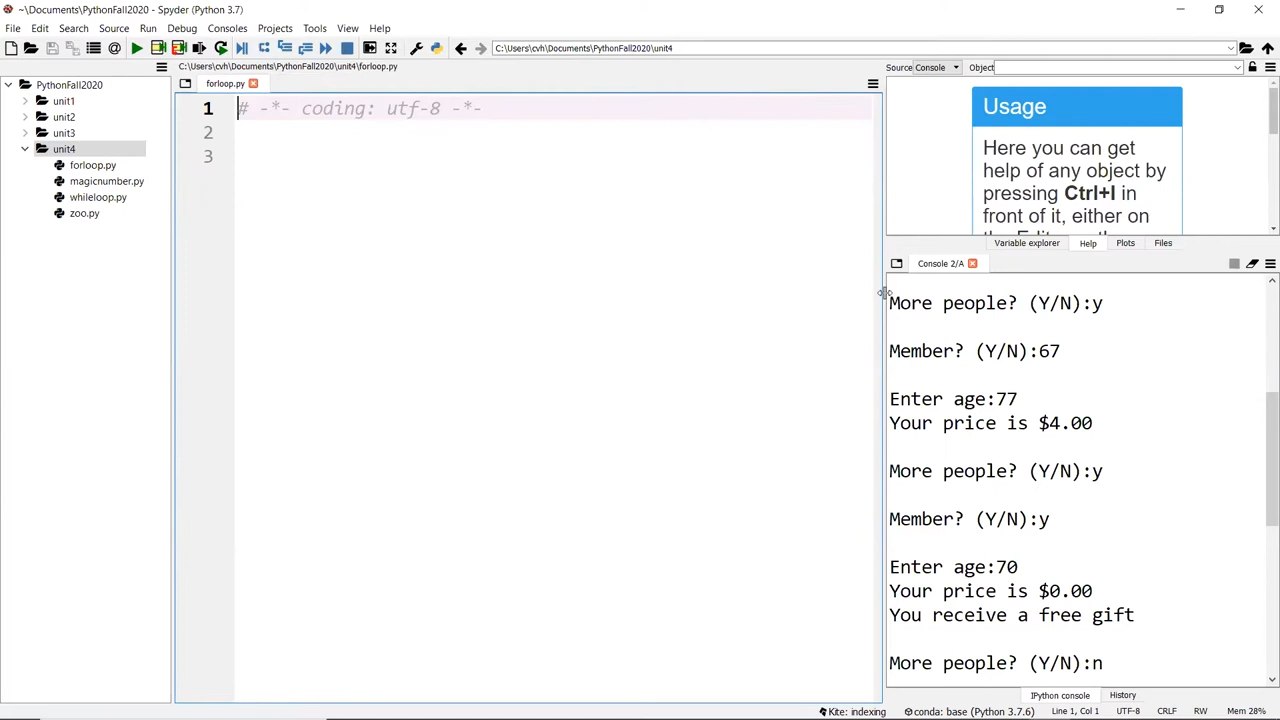 ~\Documents\PythonFall2020 - Spyder (Python 3.7)
File Edit Search Source Run Debug Consoles Projects Tools View Help
C:\Users\cvh\Documents\PythonFall2020\unit4
C:\Users\cvh\Documents\PythonFall2020\unit4\forloop.py
PythonFall2020
unit1
unit2
unit3
unit4
forloop.py
magicnumber.py
whileloop.py
zoo.py
forloop.py
1 # -*- coding: utf-8 -*-
2
3
Source Console Object
Usage
Here you can get
help of any object by
pressing Ctrl+I in
front of it, either on
Variable explorer Help Plots Files
Console 2/A
More people? (Y/N):y
Member? (Y/N):67
Enter age:77
Your price is $4.00
More people? (Y/N):y
Member? (Y/N):y
Enter age:70
Your price is $0.00
You receive a free gift
More people? (Y/N):n
IPython console History
Kite: indexing conda: base (Python 3.7.6) Line 1, Col 1 UTF-8 CRLF RW Mem 28%